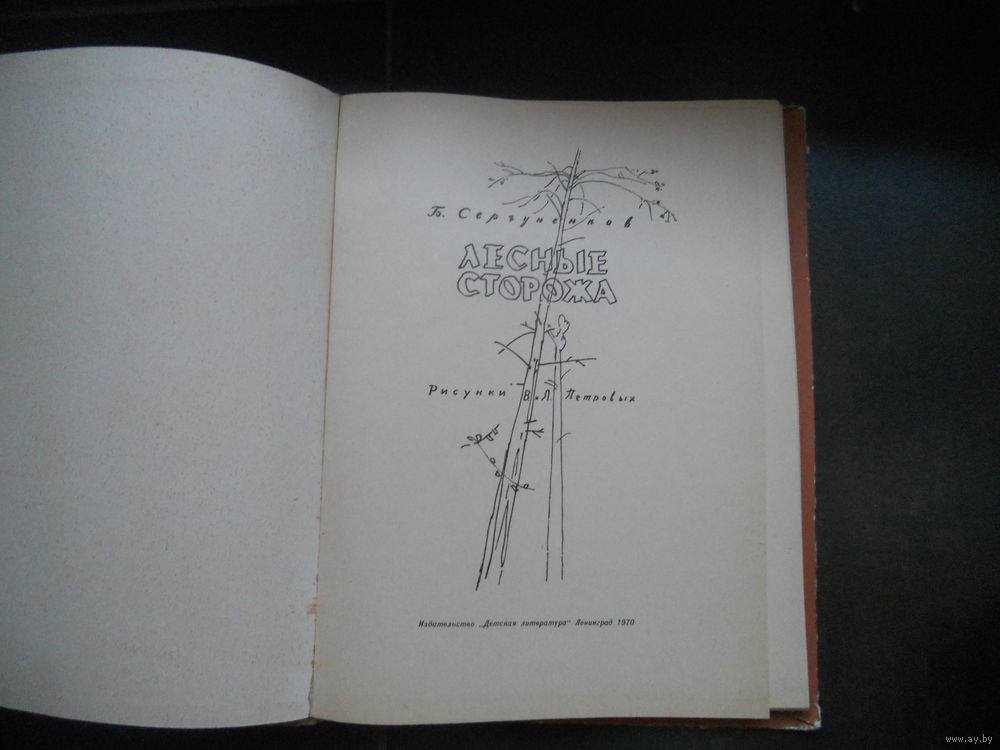 Б. Сергуненков
ЛЕСНЫЕ
СТОРОЖА
Рисунки В. и Л. Петровых
Издательство „Детская литература“ Ленинград 1970
www.ay.by